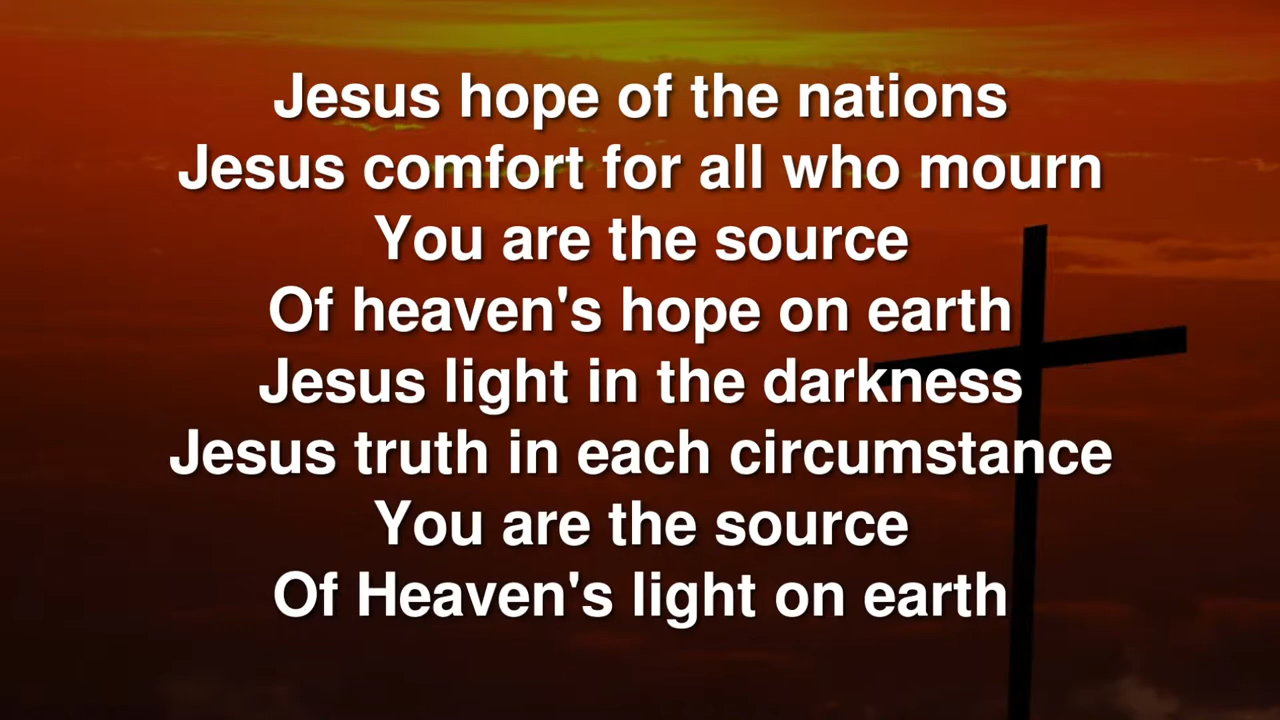 Jesus hope of the nations
Jesus comfort for all who mourn
You are the source
Of heaven's hope on earth
Jesus light in the darkness
Jesus truth in each circumstance
You are the source
Of Heaven's light on earth